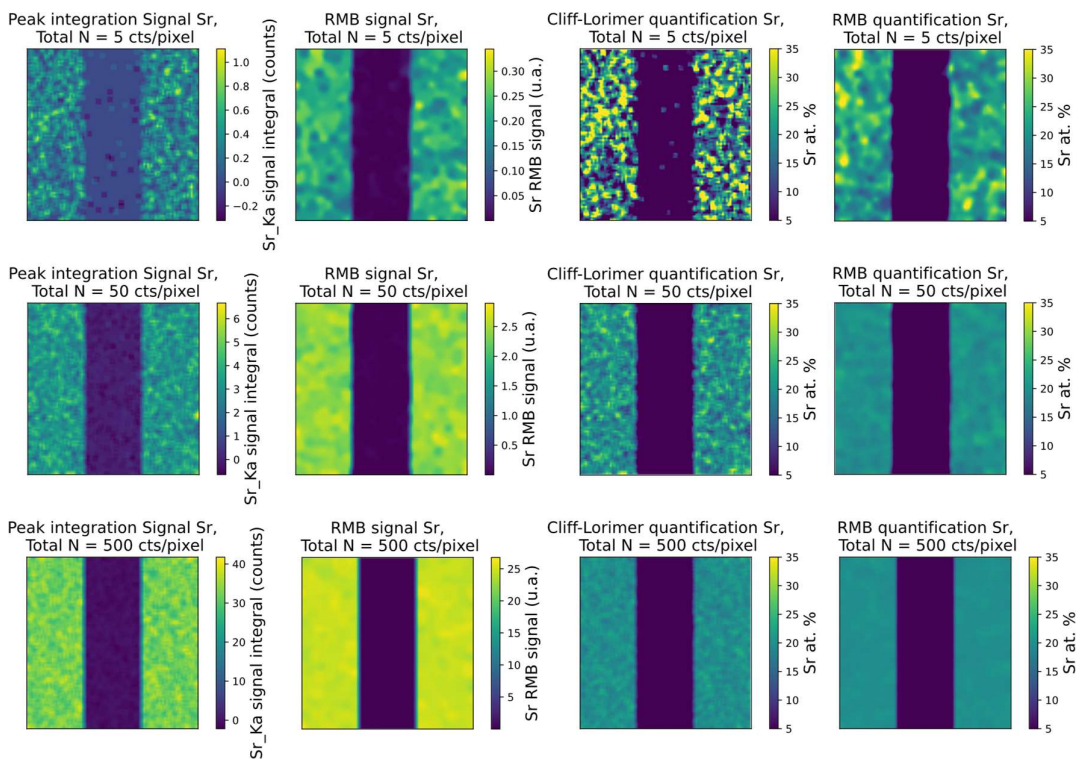 Peak integration Signal Sr,
Total N = 5 cts/pixel
1.0
0.8
0.6
0.4
0.2
0.0
−0.2
Sr_Ka signal integral (counts)
RMB signal Sr,
Total N = 5 cts/pixel
0.30
0.25
0.20
0.15
0.10
0.05
Sr RMB signal (u.a.)
Cliff-Lorimer quantification Sr,
Total N = 5 cts/pixel
35
30
25
20
15
10
5
Sr at. %
RMB quantification Sr,
Total N = 5 cts/pixel
35
30
25
20
15
10
5
Sr at. %
Peak integration Signal Sr,
Total N = 50 cts/pixel
6
5
4
3
2
1
0
Sr_Ka signal integral (counts)
RMB signal Sr,
Total N = 50 cts/pixel
2.5
2.0
1.5
1.0
0.5
Sr RMB signal (u.a.)
Cliff-Lorimer quantification Sr,
Total N = 50 cts/pixel
35
30
25
20
15
10
5
Sr at. %
RMB quantification Sr,
Total N = 50 cts/pixel
35
30
25
20
15
10
5
Sr at. %
Peak integration Signal Sr,
Total N = 500 cts/pixel
40
30
20
10
0
Sr_Ka signal integral (counts)
RMB signal Sr,
Total N = 500 cts/pixel
25
20
15
10
5
Sr RMB signal (u.a.)
Cliff-Lorimer quantification Sr,
Total N = 500 cts/pixel
35
30
25
20
15
10
5
Sr at. %
RMB quantification Sr,
Total N = 500 cts/pixel
35
30
25
20
15
10
5
Sr at. %